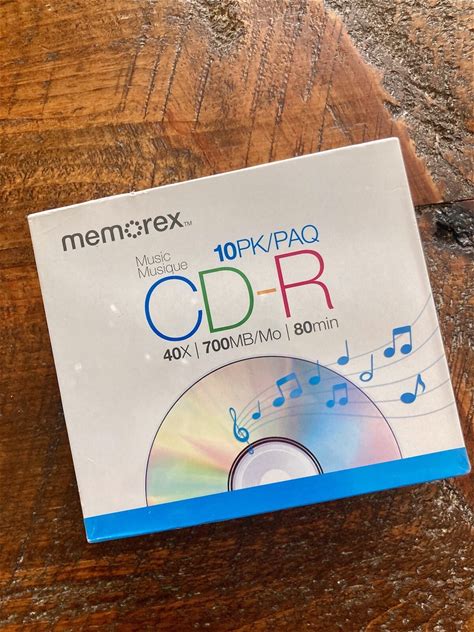 memorex™
10PK/PAQ
Music
Musique
CD-R
40X | 700MB/Mo | 80min